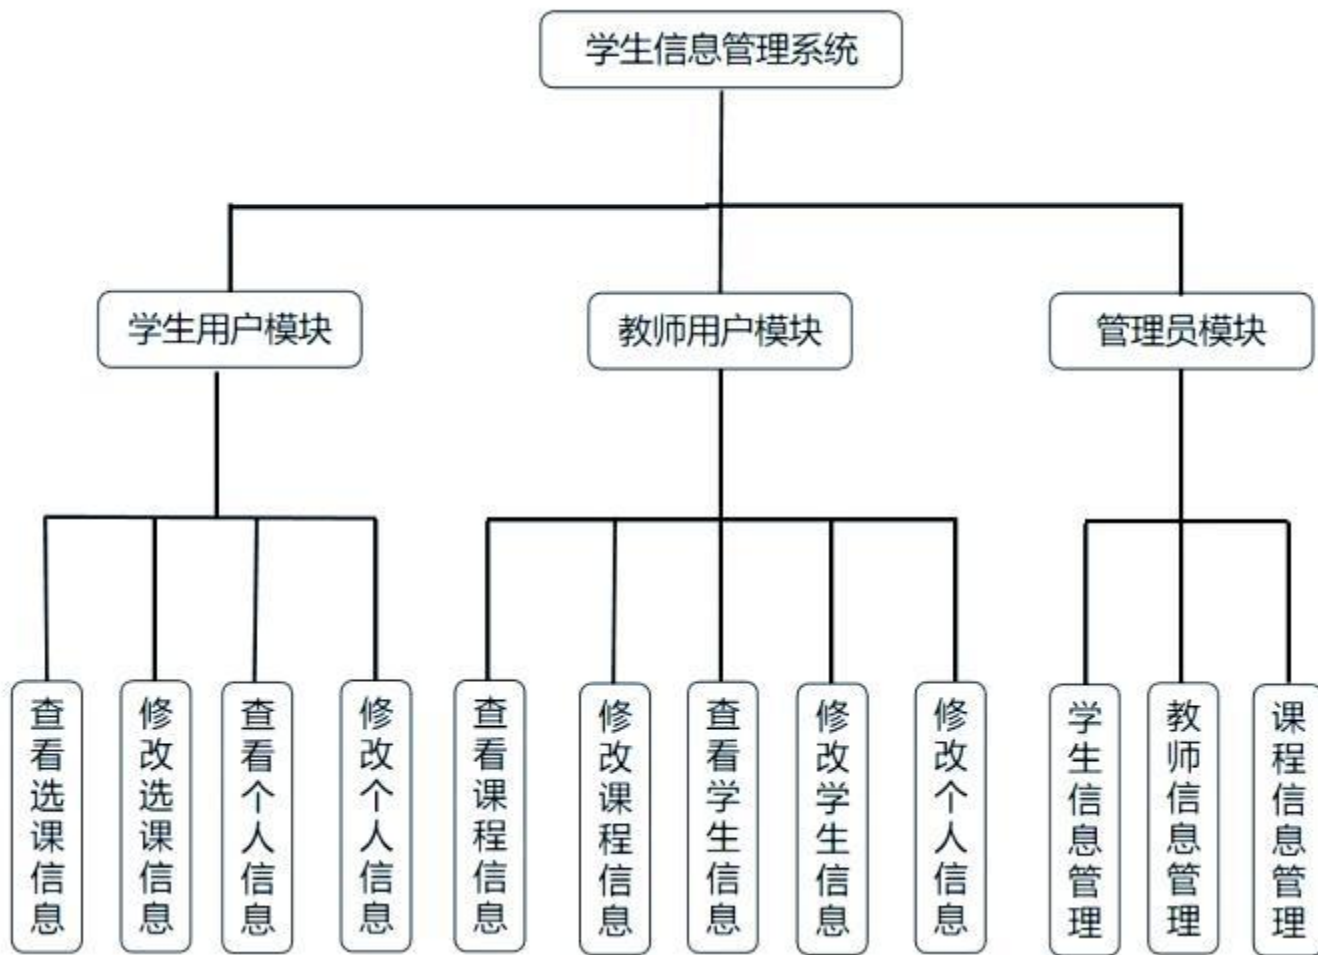 学生信息管理系统
学生用户模块
教师用户模块
管理员模块
查看选课信息
修改选课信息
查看个人信息
修改个人信息
查看课程信息
修改课程信息
查看学生信息
修改学生信息
修改个人信息
学生信息管理
教师信息管理
课程信息管理